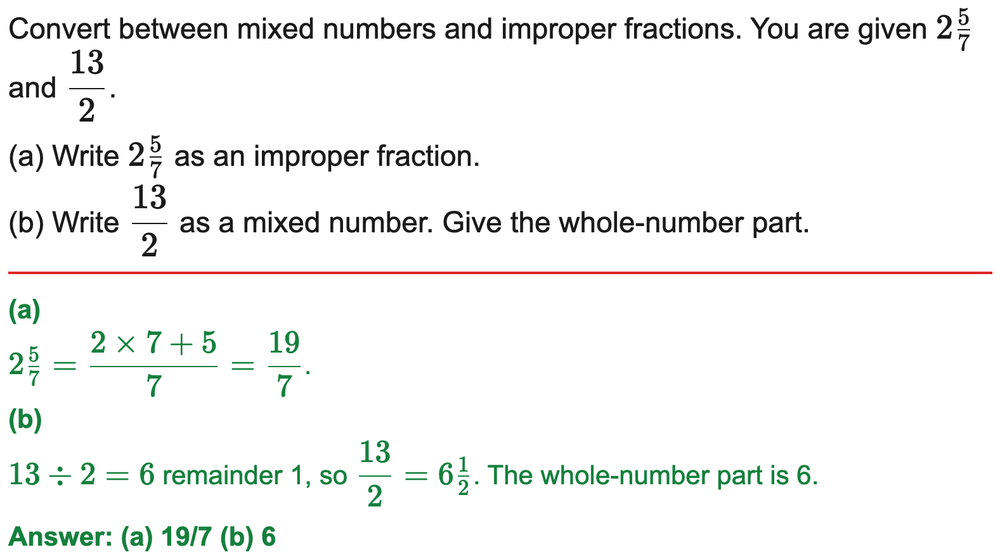 Convert between mixed numbers and improper fractions. You are given $2\frac{5}{7}$
and $\dfrac{13}{2}$.
(a) Write $2\frac{5}{7}$ as an improper fraction.
(b) Write $\dfrac{13}{2}$ as a mixed number. Give the whole-number part.
(a)
$2\frac{5}{7} = \dfrac{2 \times 7 + 5}{7} = \dfrac{19}{7}$.
(b)
$13 \div 2 = 6$ remainder 1, so $\dfrac{13}{2} = 6\frac{1}{2}$. The whole-number part is 6.
Answer: (a) 19/7 (b) 6